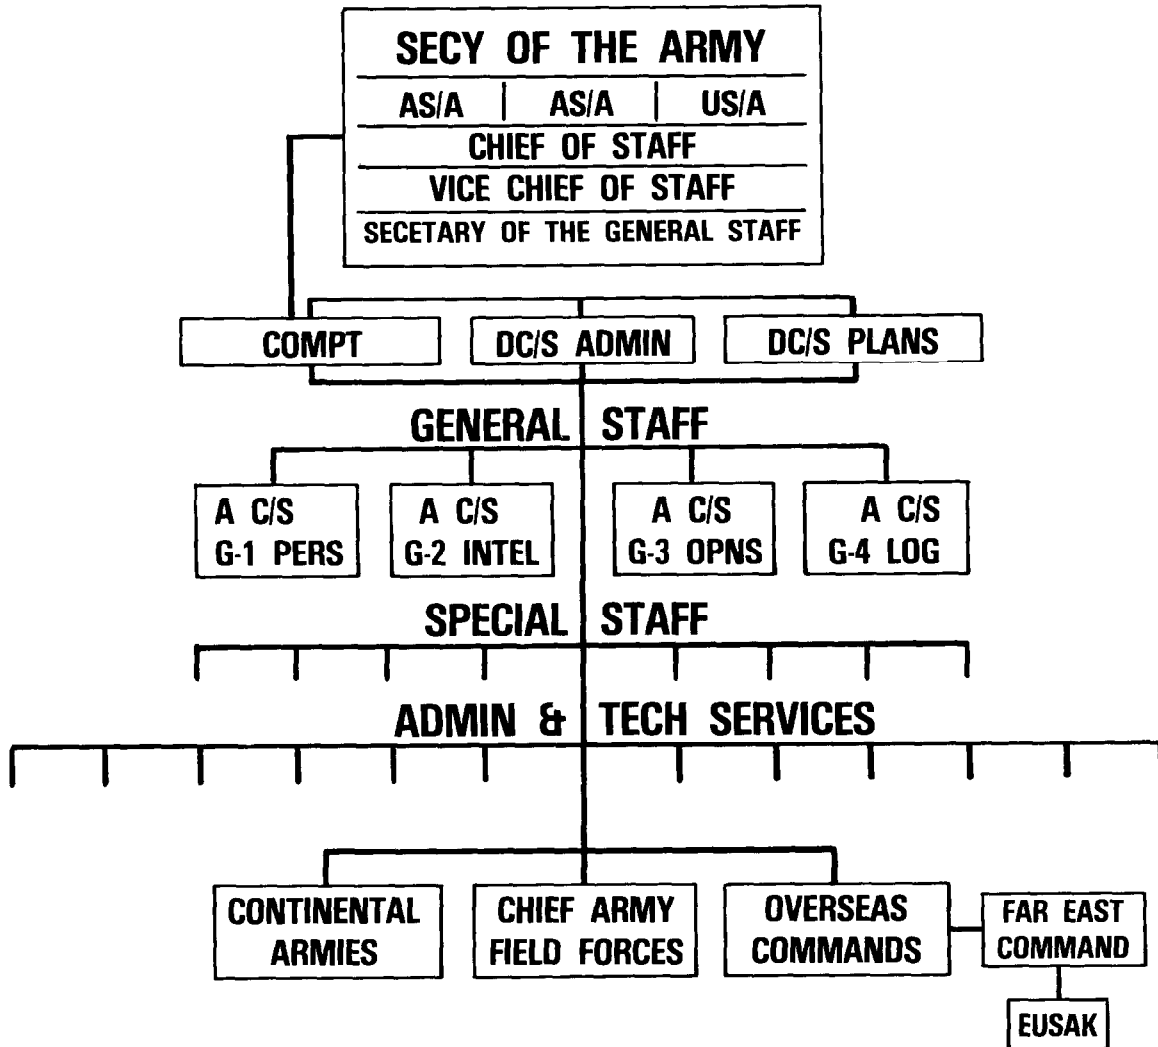 SECY OF THE ARMY
AS/A AS/A US/A
CHIEF OF STAFF
VICE CHIEF OF STAFF
SECETARY OF THE GENERAL STAFF
COMPT
DC/S ADMIN
DC/S PLANS
GENERAL STAFF
A C/S
G-1 PERS
A C/S
G-2 INTEL
A C/S
G-3 OPNS
A C/S
G-4 LOG
SPECIAL STAFF
ADMIN & TECH SERVICES
CONTINENTAL
ARMIES
CHIEF ARMY
FIELD FORCES
OVERSEAS
COMMANDS
FAR EAST
COMMAND
EUSAK